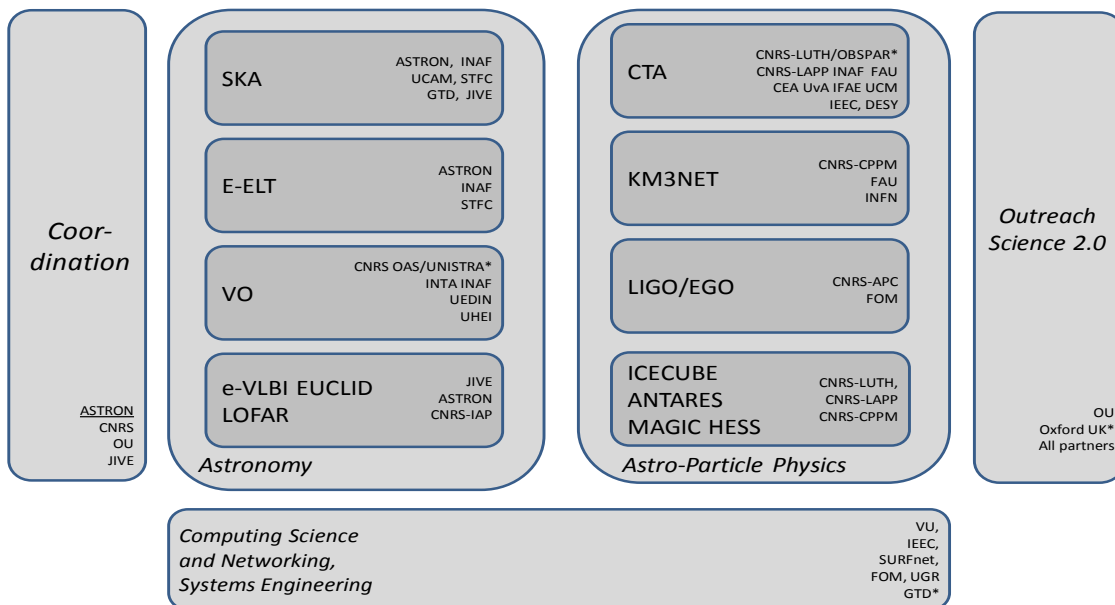 Coor-
dination
ASTRON
CNRS
OU
JIVE
SKA
ASTRON, INAF
UCAM, STFC
GTD, JIVE
E-ELT
ASTRON
INAF
STFC
VO
CNRS OAS/UNISTRA*
INTA INAF
UEDIN
UHEI
e-VLBI EUCLID
LOFAR
JIVE
ASTRON
CNRS-IAP
Astronomy
CTA
CNRS-LUTH/OBSPAR*
CNRS-LAPP INAF FAU
CEA UvA IFAE UCM
IEEC, DESY
KM3NET
CNRS-CPPM
FAU
INFN
LIGO/EGO
CNRS-APC
FOM
ICECUBE
ANTARES
MAGIC HESS
CNRS-LUTH,
CNRS-LAPP
CNRS-CPPM
Astro-Particle Physics
Outreach
Science 2.0
OU
Oxford UK*
All partners
Computing Science
and Networking,
Systems Engineering
VU,
IEEC,
SURFnet,
FOM, UGR
GTD*